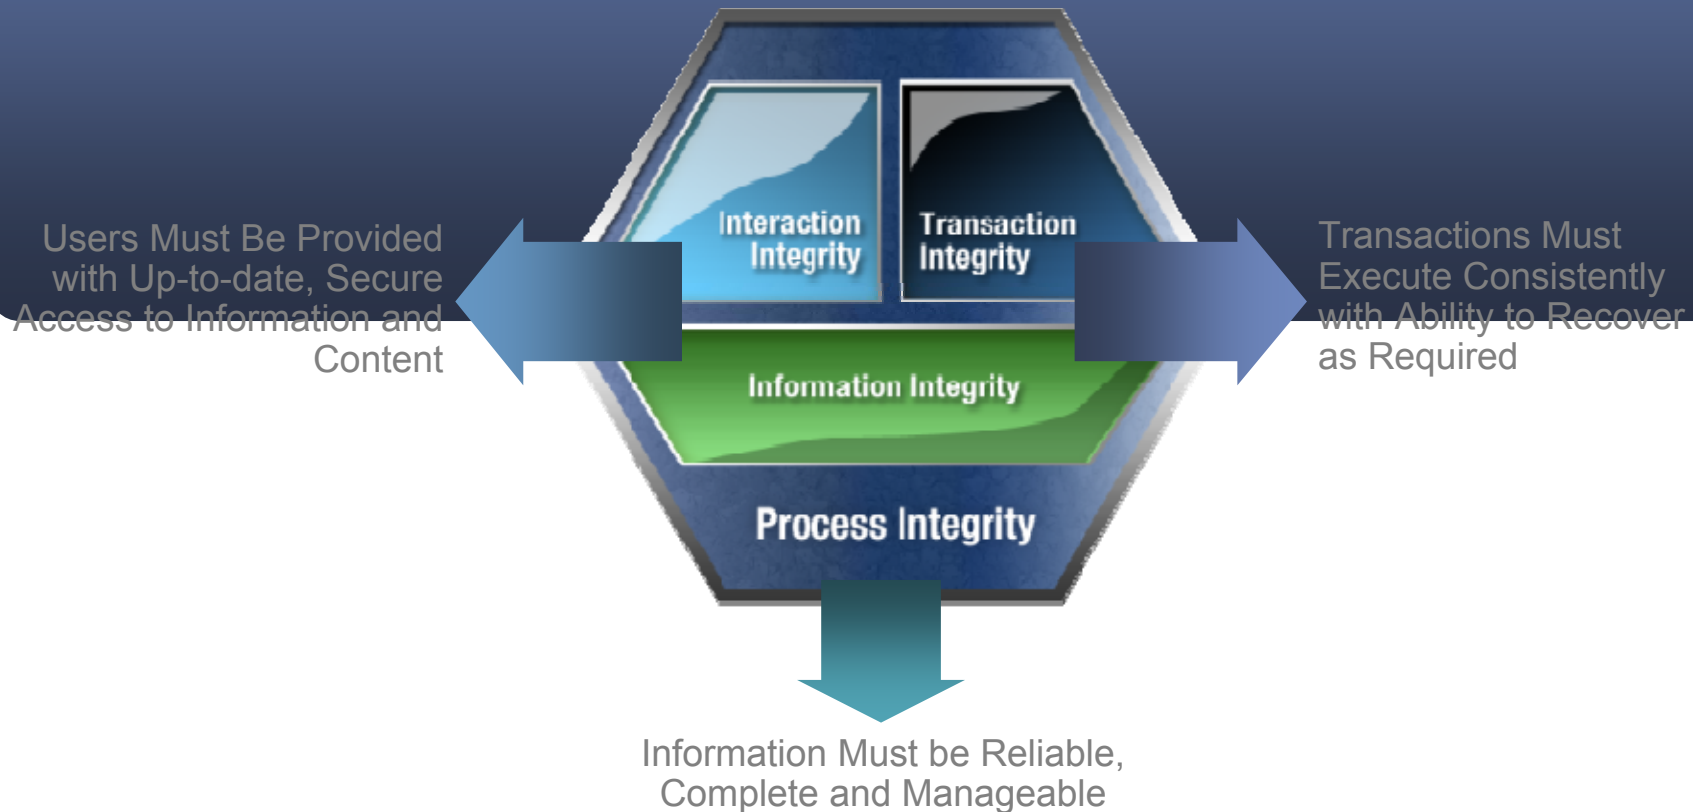 Interaction
Integrity
Transaction
Integrity
Users Must Be Provided
with Up-to-date, Secure
Access to Information and
Content
Transactions Must
Execute Consistently
with Ability to Recover
as Required
Information Integrity
Process Integrity
Information Must be Reliable,
Complete and Manageable